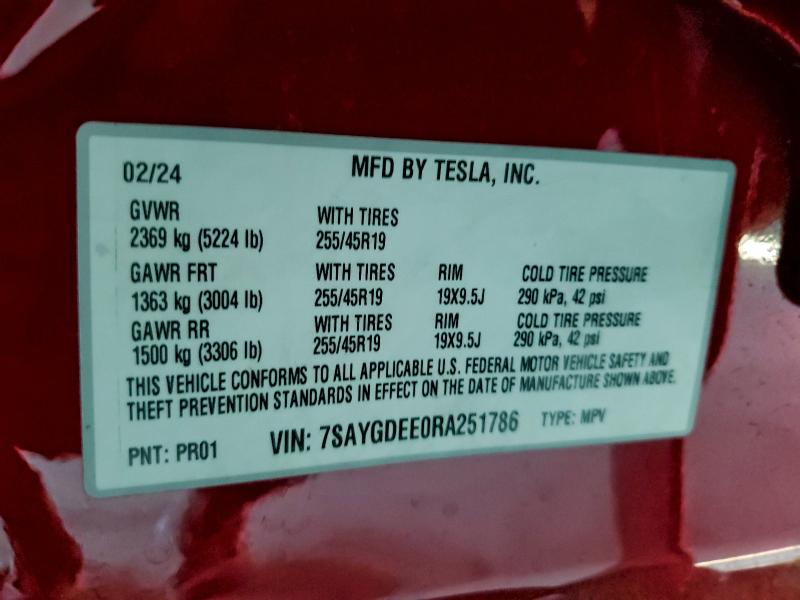 02/24 MFD BY TESLA, INC.
GVWR WITH TIRES
2369 kg (5224 lb) 255/45R19
GAWR FRT WITH TIRES RIM COLD TIRE PRESSURE
1363 kg (3004 lb) 255/45R19 19X9.5J 290 kPa, 42 psi
GAWR RR WITH TIRES RIM COLD TIRE PRESSURE
1500 kg (3306 lb) 255/45R19 19X9.5J 290 kPa, 42 psi
THIS VEHICLE CONFORMS TO ALL APPLICABLE U.S. FEDERAL MOTOR VEHICLE SAFETY AND
THEFT PREVENTION STANDARDS IN EFFECT ON THE DATE OF MANUFACTURE SHOWN ABOVE.
PNT: PR01 VIN: 7SAYGDEE0RA251786 TYPE: MPV